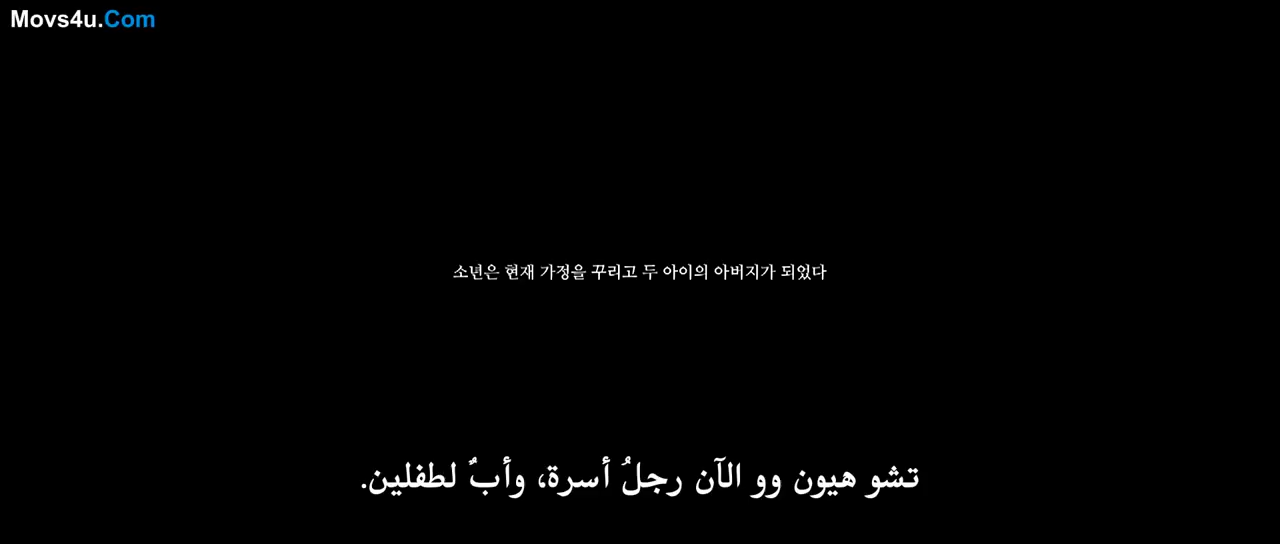 Movs4u.Com
소년은 현재 가정을 꾸리고 두 아이의 아버지가 되었다
تشو هيون وو الآن رجلُ أسرة، وأبٌ لطفلين.